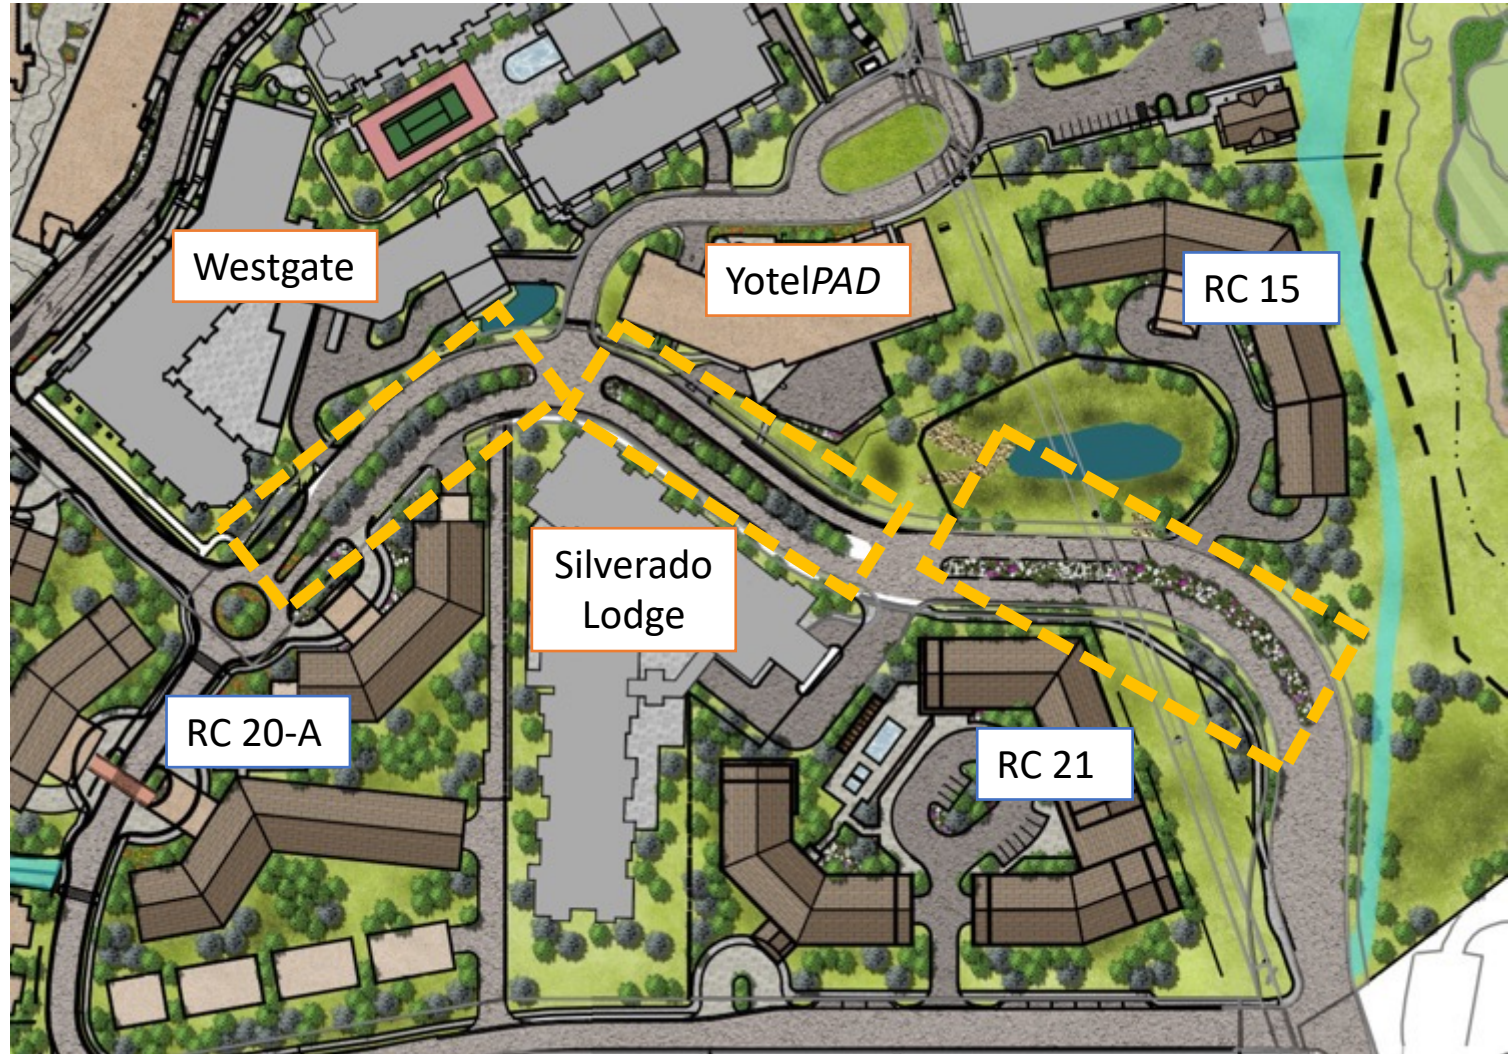 Westgate
YotelPAD
RC 15
Silverado
Lodge
RC 20-A
RC 21